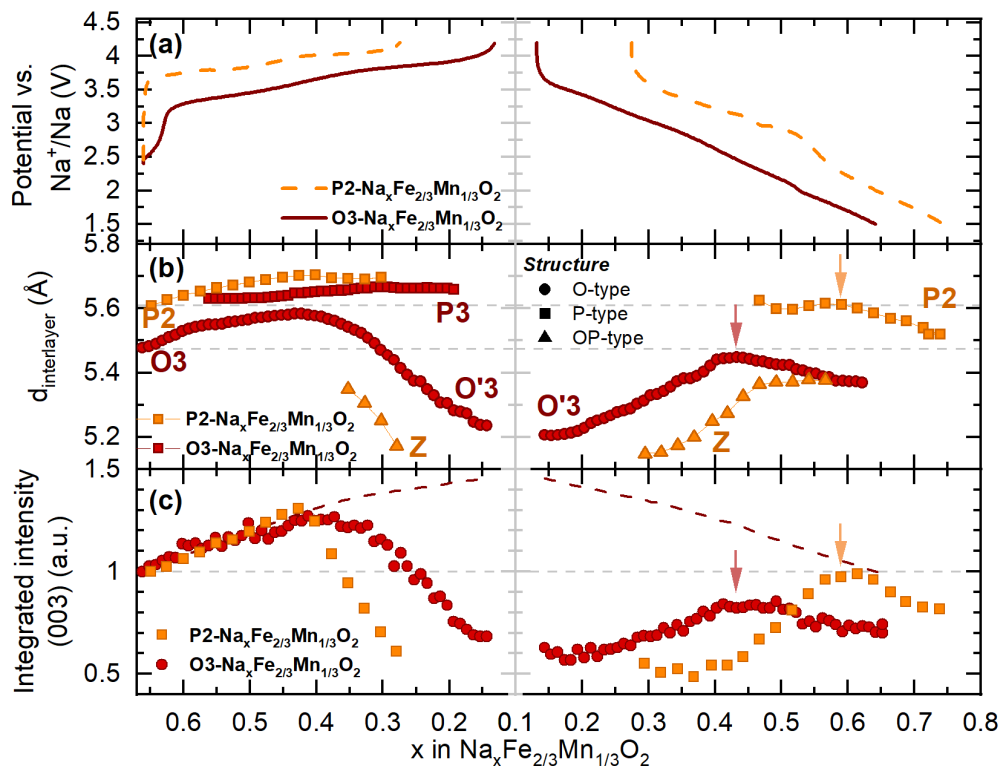 (a)
4.5
4.0
3.5
3.0
2.5
2.0
1.5
Potential vs.
Na⁺/Na (V)
P2-NaₓFe₂/₃Mn₁/₃O₂
O3-NaₓFe₂/₃Mn₁/₃O₂
(b)
5.8
5.6
5.4
5.2
d_interlayer (Å)
P2
P3
O3
O'3
Z
P2-NaₓFe₂/₃Mn₁/₃O₂
O3-NaₓFe₂/₃Mn₁/₃O₂
Structure
O-type
P-type
OP-type
P2
O'3
Z
(c)
1.5
1
0.5
Integrated intensity
(003) (a.u.)
P2-NaₓFe₂/₃Mn₁/₃O₂
O3-NaₓFe₂/₃Mn₁/₃O₂
0.6 0.5 0.4 0.3 0.2 0.1 0.2 0.3 0.4 0.5 0.6 0.7 0.8
x in NaₓFe₂/₃Mn₁/₃O₂